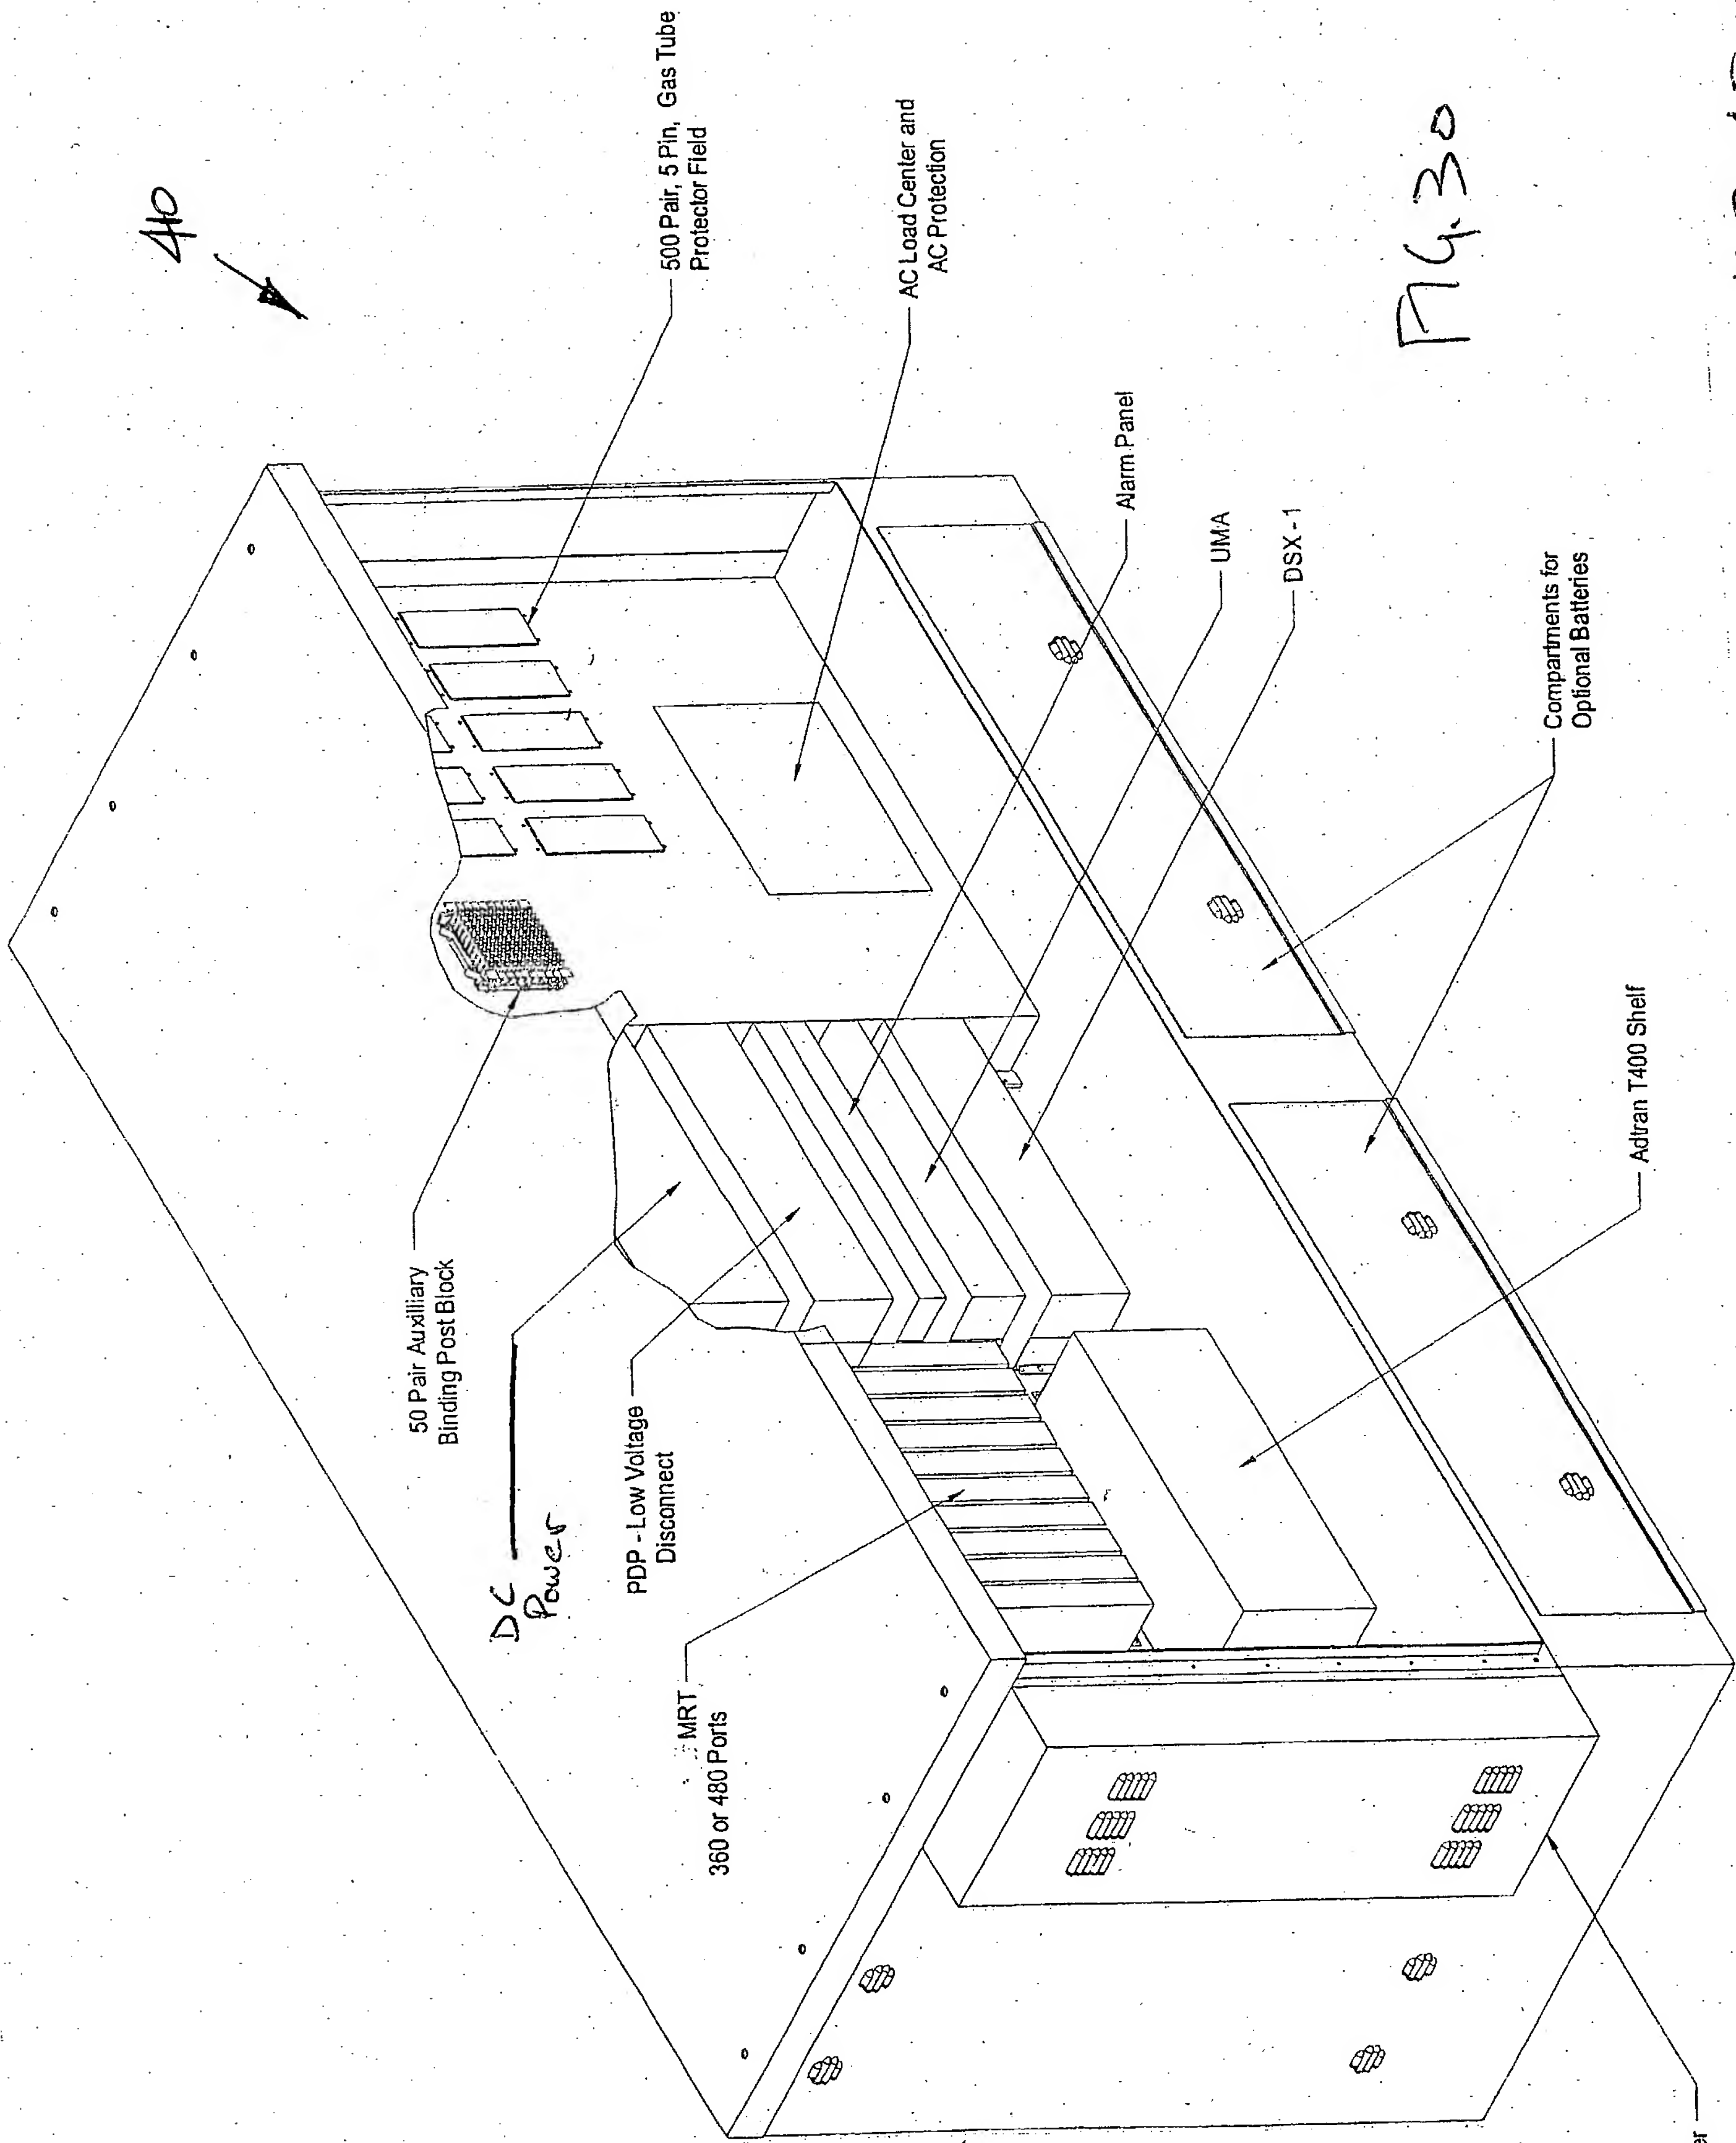 40
500 Pair, 5 Pin, Gas Tube
Protector Field
AC Load Center and
AC Protection
Alarm Panel
UMA
DSX - 1
Compartments for
Optional Batteries
Adtran T400 Shelf
50 Pair Auxilliary
Binding Post Block
DC
Power
PDP - Low Voltage
Disconnect
MRT
360 or 480 Ports
FIG. 30